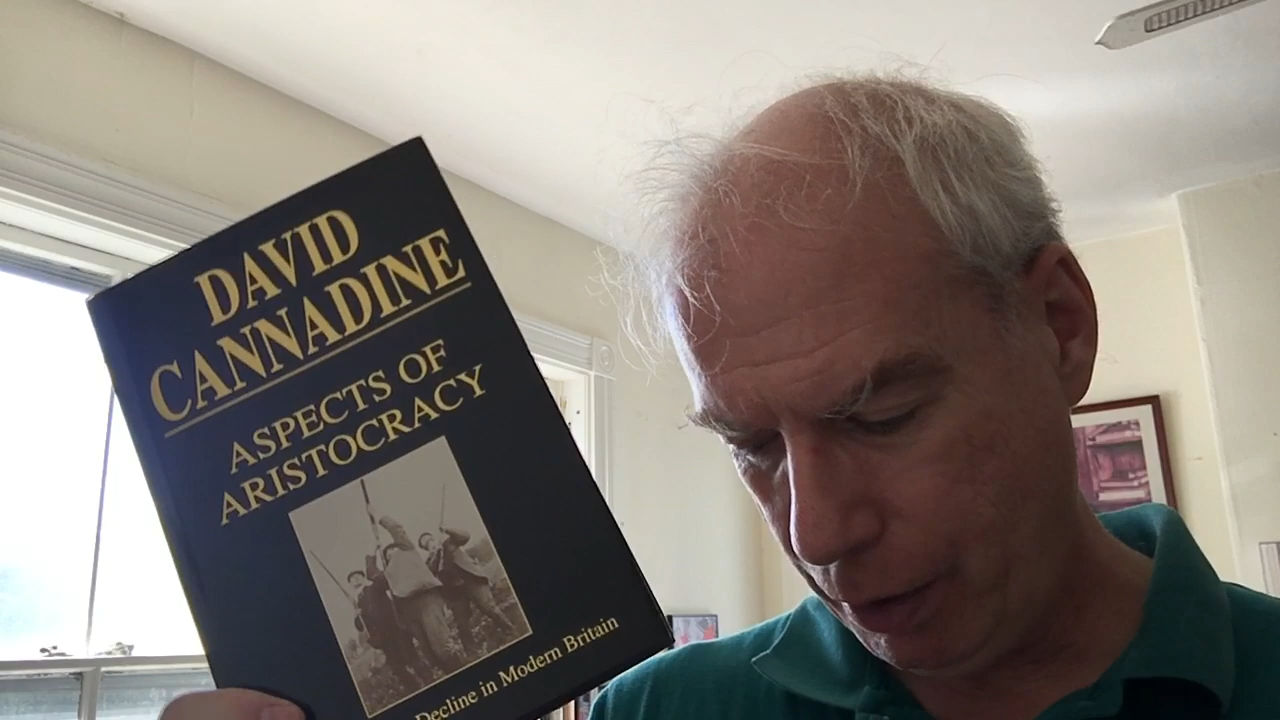 DAVID
CANNADINE
ASPECTS OF
ARISTOCRACY
Decline in Modern Britain